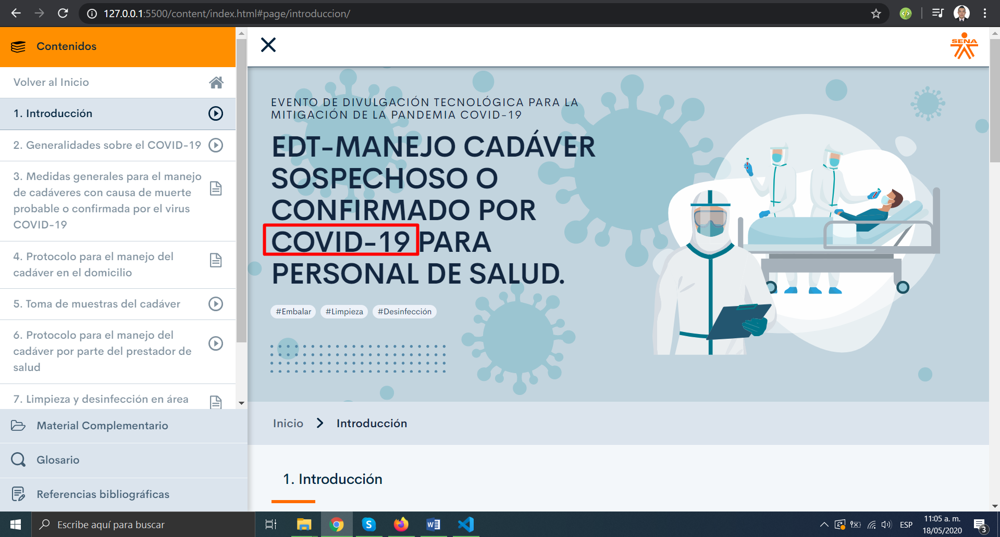 127.0.0.1:5500/content/index.html#page/introduccion/
Contenidos
Volver al Inicio
1. Introducción
2. Generalidades sobre el COVID-19
3. Medidas generales para el manejo
de cadáveres con causa de muerte
probable o confirmada por el virus
COVID-19
4. Protocolo para el manejo del
cadáver en el domicilio
5. Toma de muestras del cadáver
6. Protocolo para el manejo del
cadáver por parte del prestador de
salud
7. Limpieza y desinfección en área
Material Complementario
Glosario
Referencias bibliográficas
SENA
EVENTO DE DIVULGACIÓN TECNOLÓGICA PARA LA
MITIGACIÓN DE LA PANDEMIA COVID-19
EDT-MANEJO CADÁVER
SOSPECHOSO O
CONFIRMADO POR
COVID-19 PARA
PERSONAL DE SALUD.
#Embalar #Limpieza #Desinfección
Inicio Introducción
1. Introducción
Escribe aquí para buscar
ESP
11:05 a. m.
18/05/2020
3